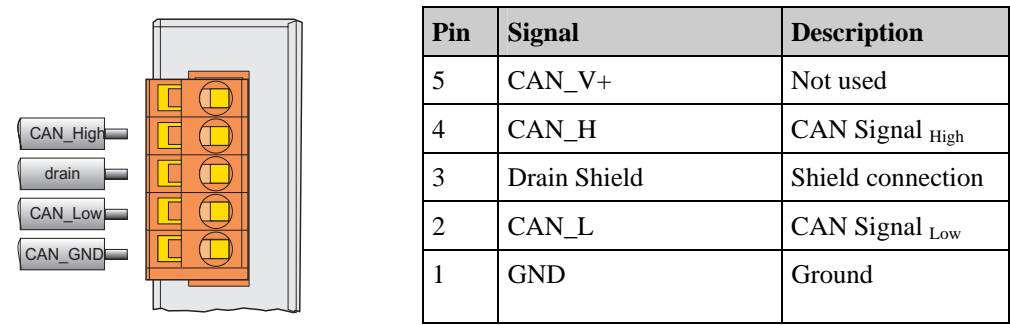 CAN_High
drain
CAN_Low
CAN_GND
Pin Signal Description
5 CAN_V+ Not used
4 CAN_H CAN Signal High
3 Drain Shield Shield connection
2 CAN_L CAN Signal Low
1 GND Ground